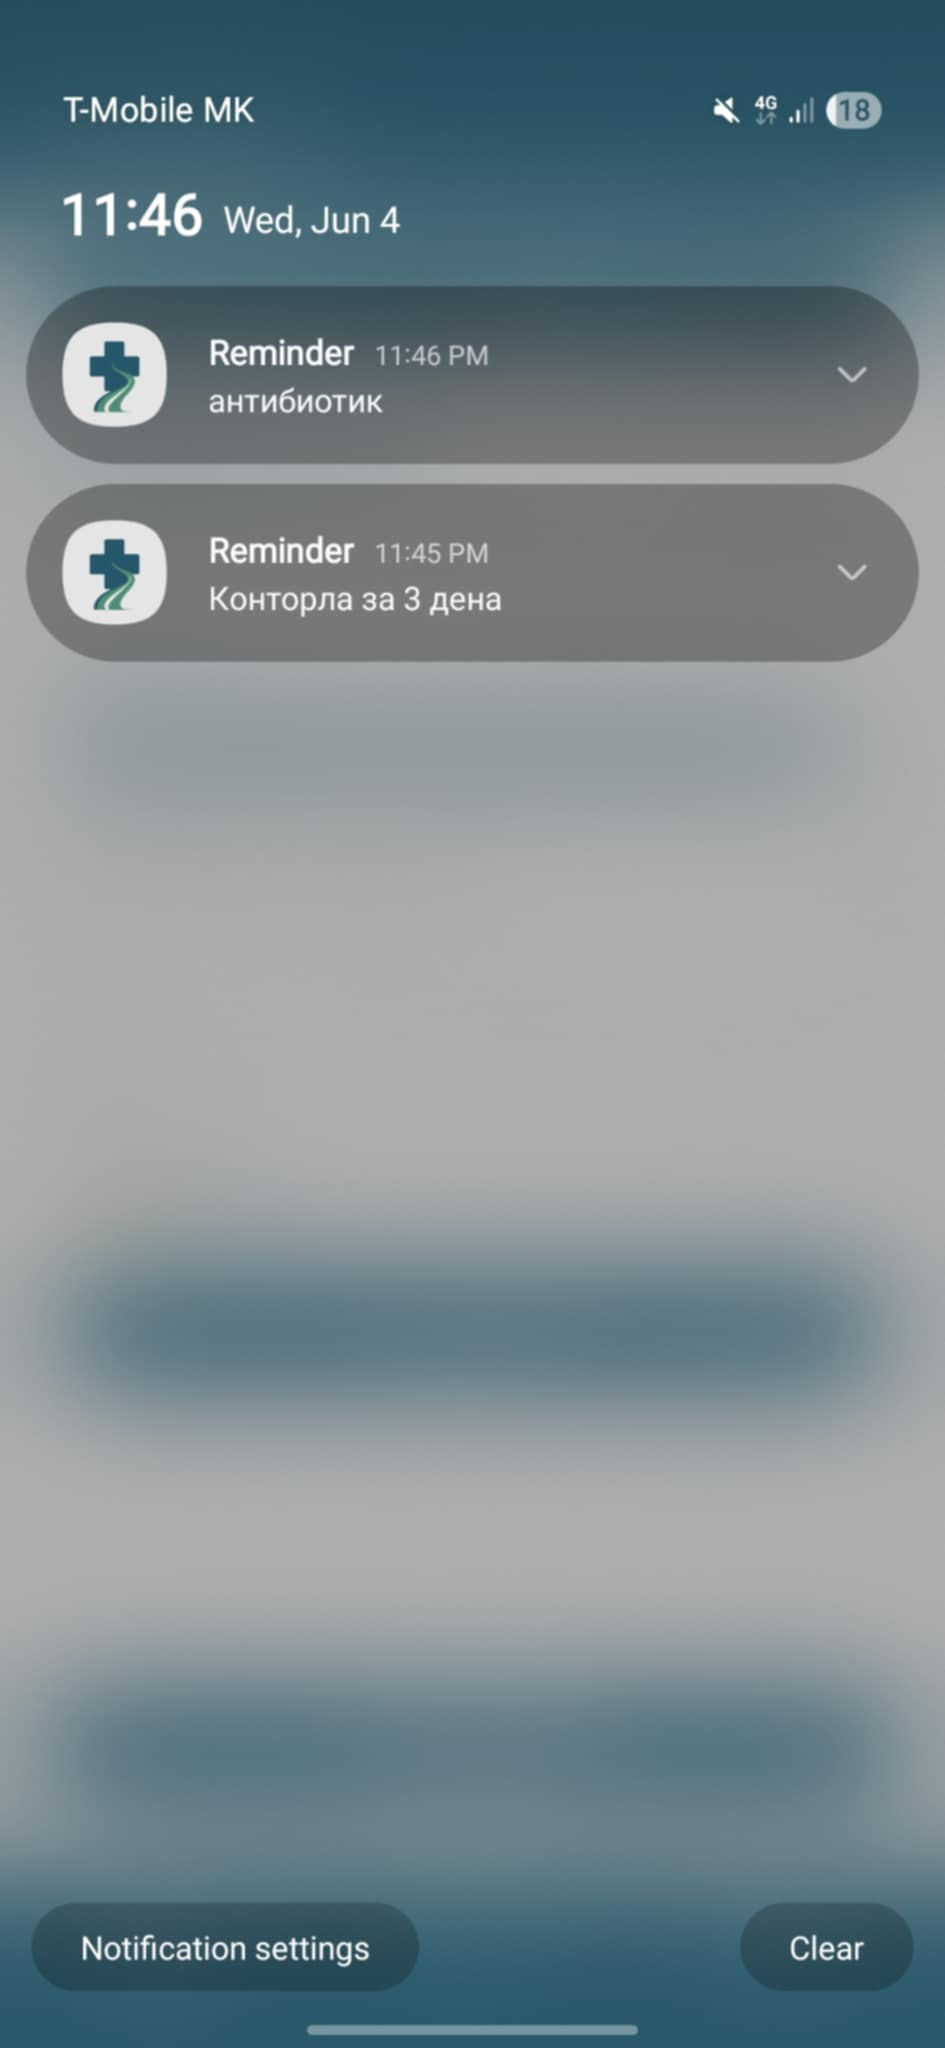 T-Mobile MK
4G
18
11:46 Wed, Jun 4
Reminder 11:46 PM
антибиотик
Reminder 11:45 PM
Конторла за 3 дена
Notification settings
Clear